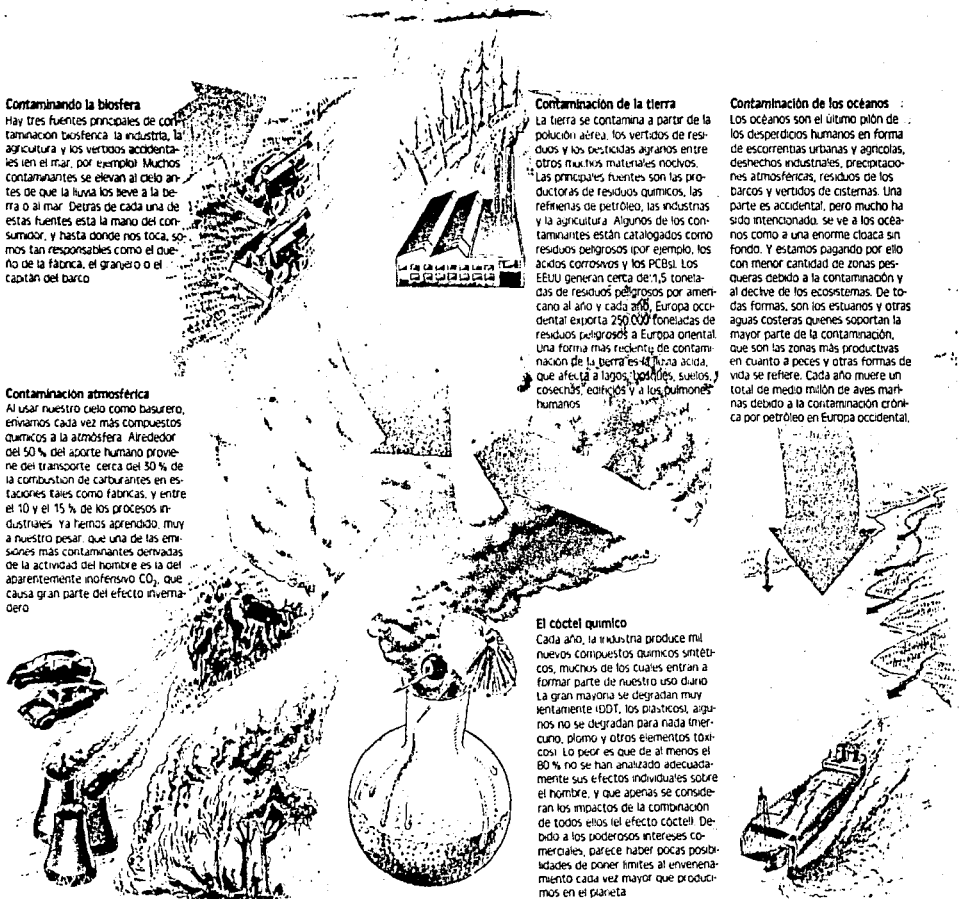 Contaminando la biosfera
Hay tres fuentes principales de con-
taminación biosférica: la industria, la
agricultura y los vertidos accidenta-
les (en el mar, por ejemplo). Muchos
contaminantes se elevan al cielo an-
tes de que la lluvia los lleve a la tie-
rra o al mar. Detrás de cada una de
estas fuentes está la mano del con-
sumidor, y hasta donde nos toca, so-
mos tan responsables como el due-
ño de la fábrica, el granjero o el
capitán del barco
Contaminación atmosférica
Al usar nuestro cielo como basurero,
enviamos cada vez más compuestos
químicos a la atmósfera. Alrededor
del 50 % del aporte humano provie-
ne del transporte, cerca del 30 % de
la combustión de carburantes en es-
taciones tales como fábricas, y entre
el 10 y el 15 % de los procesos in-
dustriales. Ya hemos aprendido, muy
a nuestro pesar, que una de las emi-
siones más contaminantes derivadas
de la actividad del hombre es la del
aparentemente inofensivo CO₂, que
causa gran parte del efecto inverna-
dero
Contaminación de la tierra
La tierra se contamina a partir de la
polución aérea, los vertidos de resi-
duos y los pesticidas agrarios entre
otros muchos materiales nocivos.
Las principales fuentes son las pro-
ductoras de residuos químicos, las
refinerías de petróleo, las industrias
y la agricultura. Algunos de los con-
taminantes están catalogados como
residuos peligrosos (por ejemplo, los
ácidos corrosivos y los PCBs). Los
EEUU generan cerca de 1,5 tonela-
das de residuos peligrosos por ameri-
cano al año y cada año, Europa occi-
dental exporta 250.000 toneladas de
residuos peligrosos a Europa oriental.
Una forma más reciente de contami-
nación de la tierra es la lluvia ácida,
que afecta a lagos, bosques, suelos,
cosechas, edificios y a los pulmones
humanos
El cóctel químico
Cada año, la industria produce mil
nuevos compuestos químicos sintéti-
cos, muchos de los cuales entran a
formar parte de nuestro uso diario
La gran mayoría se degradan muy
lentamente (DDT, los plásticos), algu-
nos no se degradan para nada (mer-
curio, plomo y otros elementos tóxi-
cos). Lo peor es que de al menos el
80 % no se han analizado adecuada-
mente sus efectos individuales sobre
el hombre, y que apenas se conside-
ran los impactos de la combinación
de todos ellos (el efecto cóctel). De-
bido a los poderosos intereses co-
merciales, parece haber pocas posibi-
lidades de poner límites al envenena-
miento cada vez mayor que produci-
mos en el planeta
Contaminación de los océanos
Los océanos son el último pilón de
los desperdicios humanos en forma
de escorrentías urbanas y agrícolas,
deshechos industriales, precipitacio-
nes atmosféricas, residuos de los
barcos y vertidos de cisternas. Una
parte es accidental, pero mucho ha
sido intencionado: se ve a los océa-
nos como a una enorme cloaca sin
fondo. Y estamos pagando por ello
con menor cantidad de zonas pes-
queras debido a la contaminación y
al declive de los ecosistemas. De to-
das formas, son los estuarios y otras
aguas costeras quienes soportan la
mayor parte de la contaminación,
que son las zonas más productivas
en cuanto a peces y otras formas de
vida se refiere. Cada año muere un
total de medio millón de aves mari-
nas debido a la contaminación cróni-
ca por petróleo en Europa occidental.